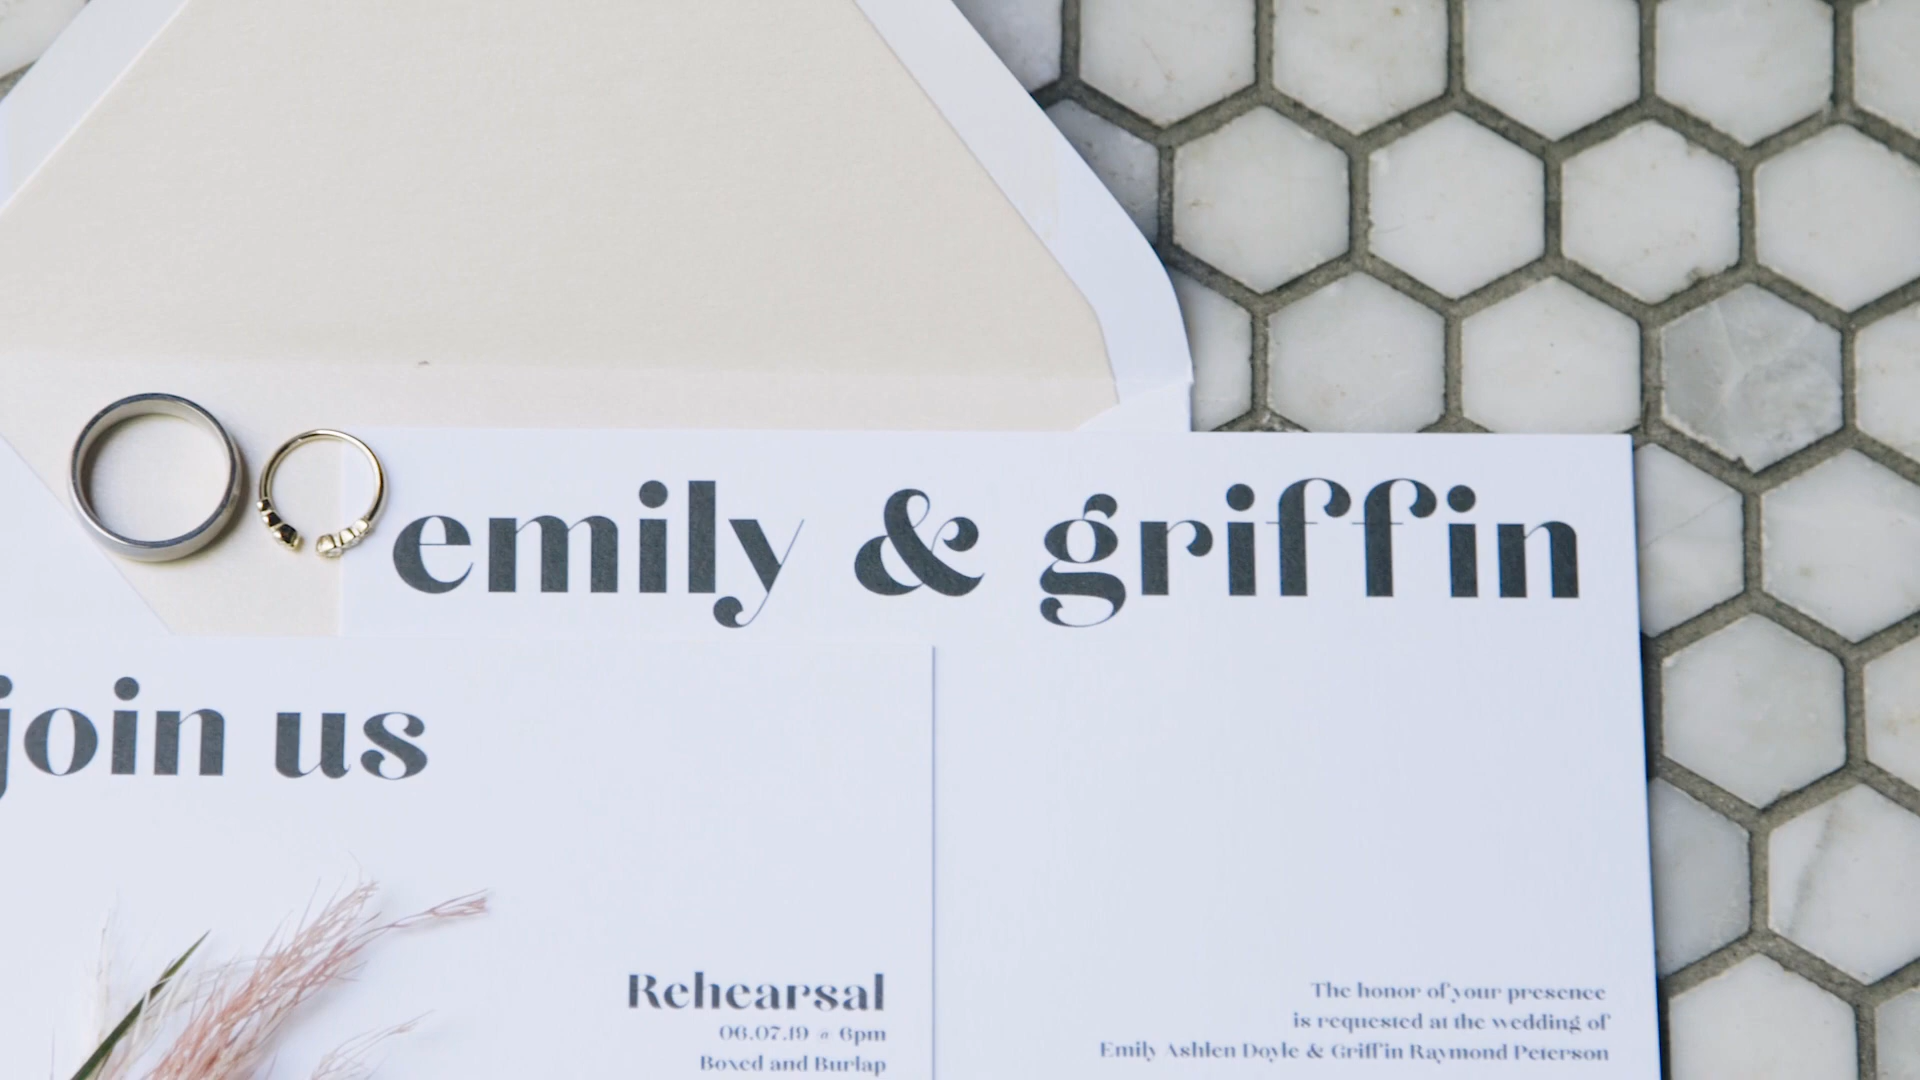 emily & griffin
join us
Rehearsal
06.07.19 @ 6pm
Boxed and Burlap
The honor of your presence
is requested at the wedding of
Emily Ashlen Doyle & Griffin Raymond Peterson